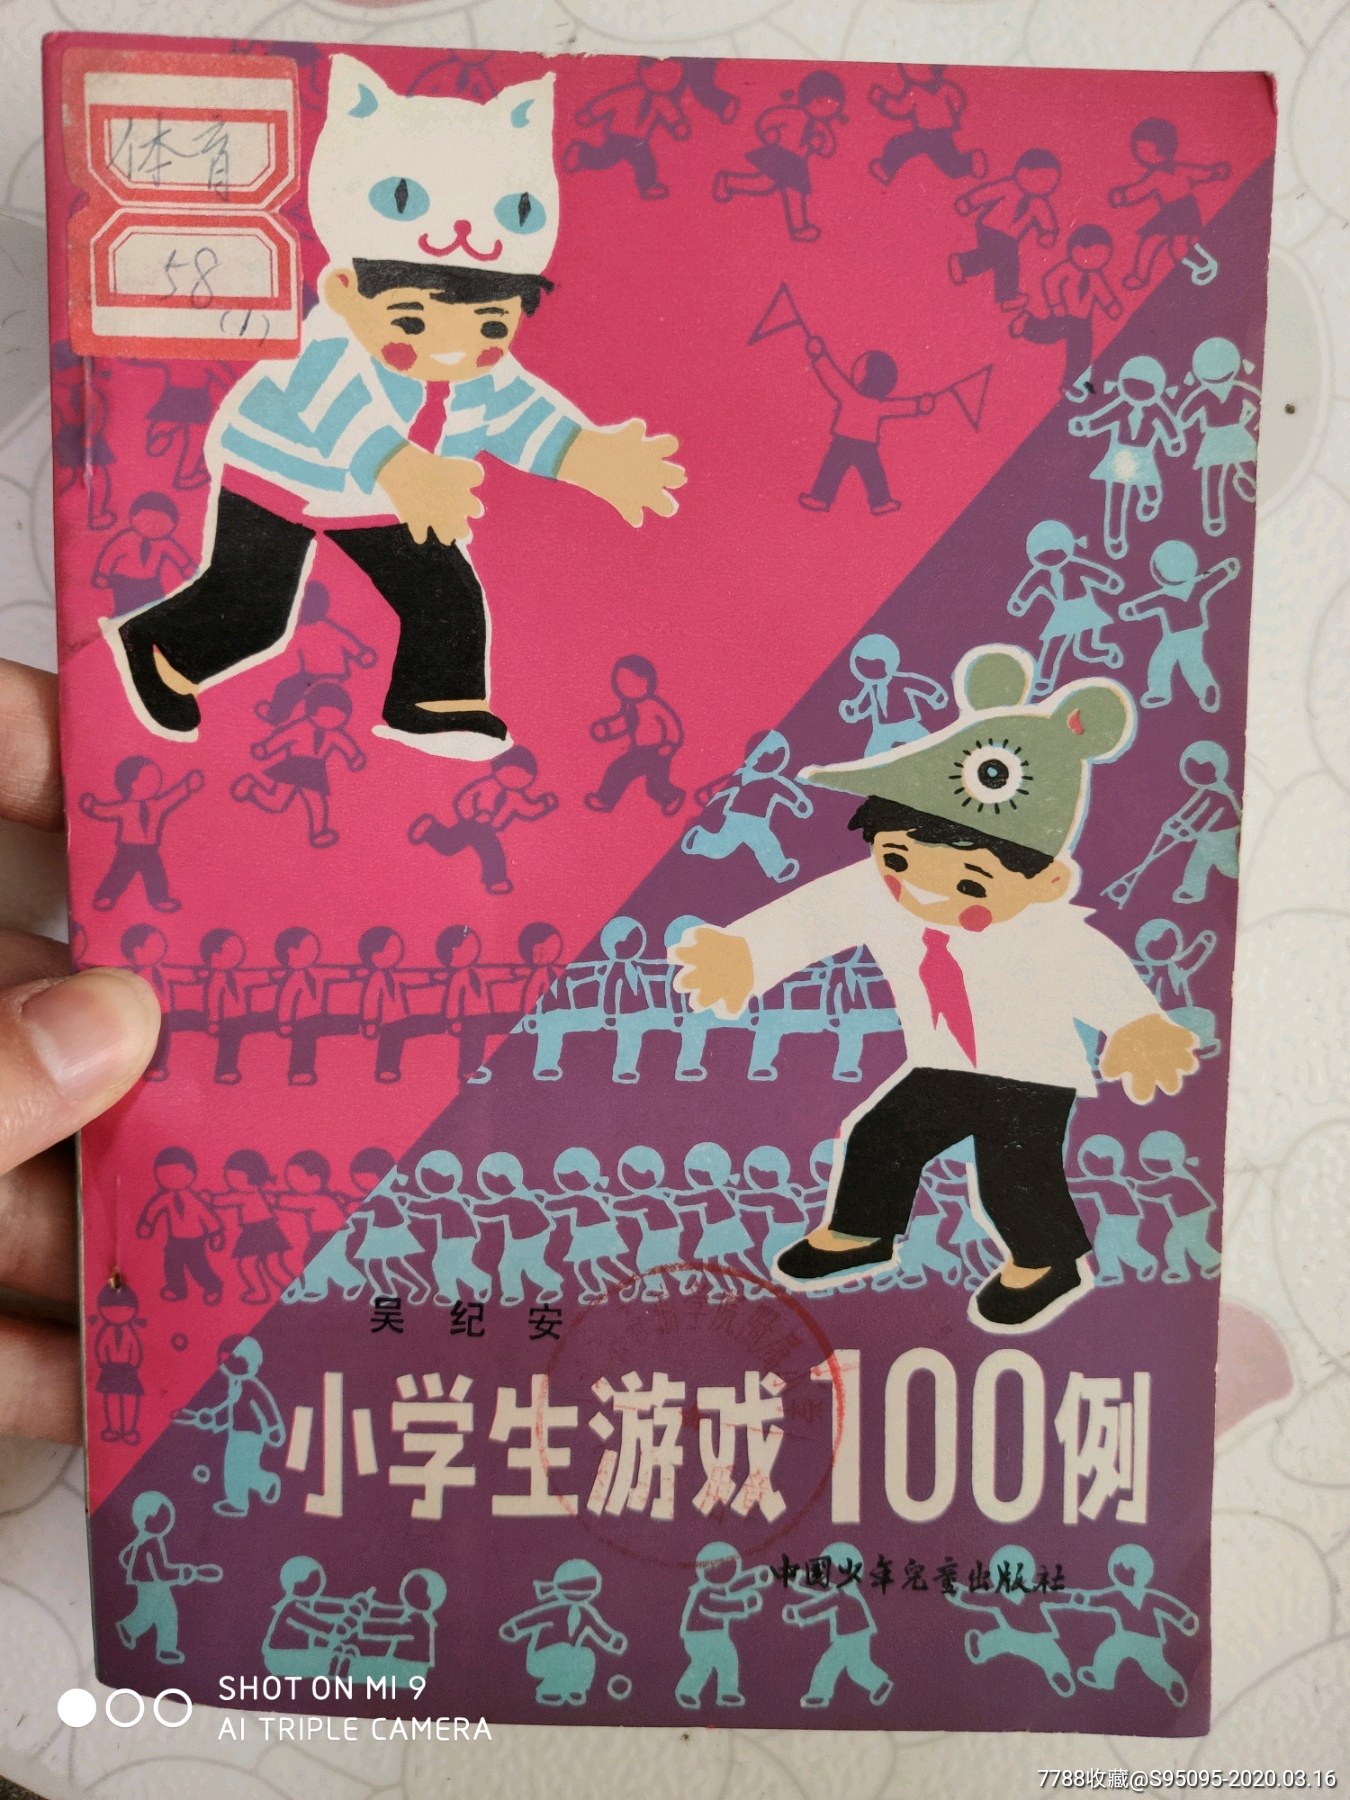 体育
58
(1)
吴纪安
小学生游戏100例
中国少年儿童出版社
SHOT ON MI 9
AI TRIPLE CAMERA
7788收藏@S95095-2020.03.16